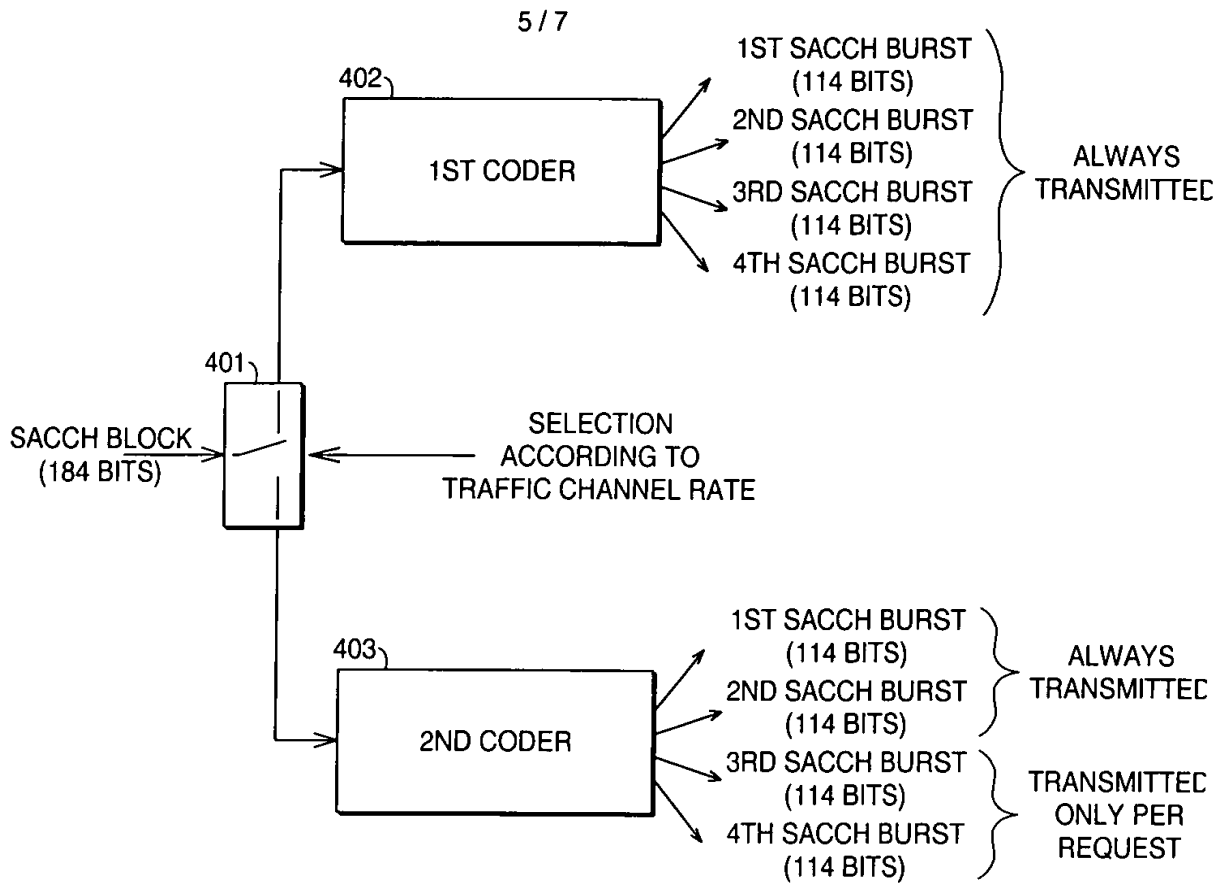 5 / 7
402
1ST CODER
1ST SACCH BURST
(114 BITS)
2ND SACCH BURST
(114 BITS)
3RD SACCH BURST
(114 BITS)
4TH SACCH BURST
(114 BITS)
ALWAYS
TRANSMITTED
401
SACCH BLOCK
(184 BITS)
SELECTION
ACCORDING TO
TRAFFIC CHANNEL RATE
403
2ND CODER
1ST SACCH BURST
(114 BITS)
2ND SACCH BURST
(114 BITS)
3RD SACCH BURST
(114 BITS)
4TH SACCH BURST
(114 BITS)
ALWAYS
TRANSMITTED
TRANSMITTED
ONLY PER
REQUEST